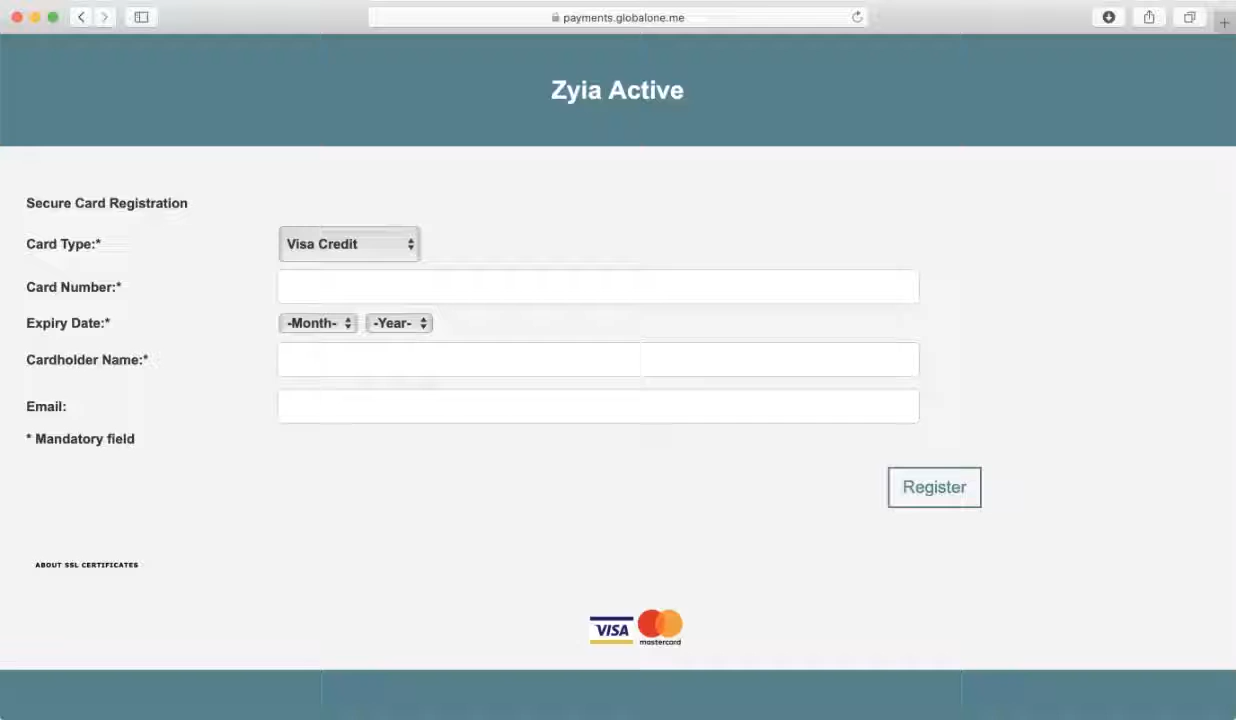 payments.globalone.me
Zyia Active
Secure Card Registration
Card Type:* Visa Credit
Card Number:*
Expiry Date:* -Month- -Year-
Cardholder Name:*
Email:
* Mandatory field
Register
ABOUT SSL CERTIFICATES
VISA mastercard